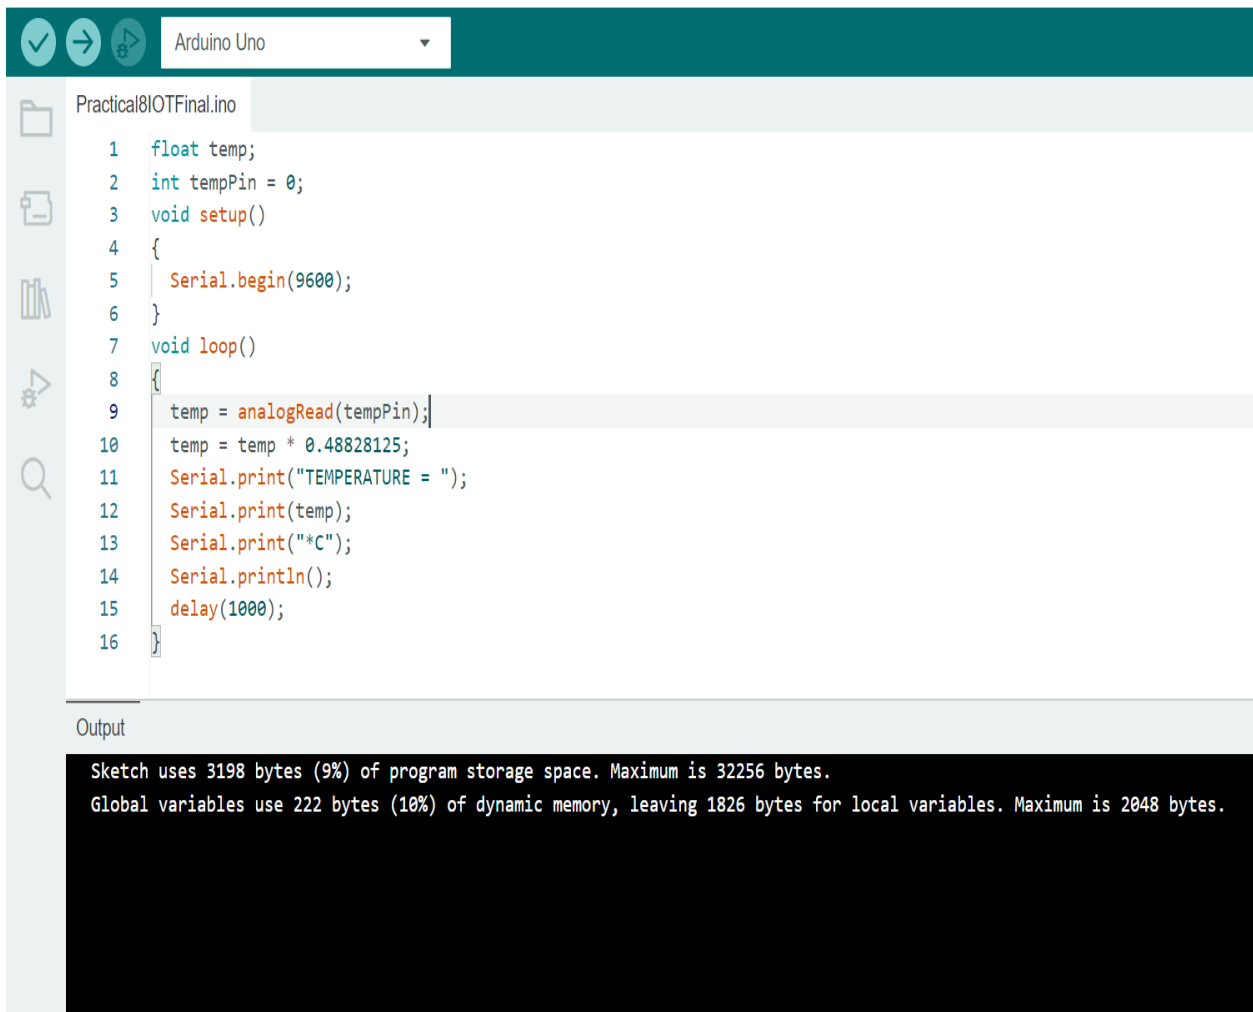 Arduino Uno
Practical8IOTFinal.ino
1 float temp;
2 int tempPin = 0;
3 void setup()
4 {
5 Serial.begin(9600);
6 }
7 void loop()
8 {
9 temp = analogRead(tempPin);
10 temp = temp * 0.48828125;
11 Serial.print("TEMPERATURE = ");
12 Serial.print(temp);
13 Serial.print("*C");
14 Serial.println();
15 delay(1000);
16 }
Output
Sketch uses 3198 bytes (9%) of program storage space. Maximum is 32256 bytes.
Global variables use 222 bytes (10%) of dynamic memory, leaving 1826 bytes for local variables. Maximum is 2048 bytes.